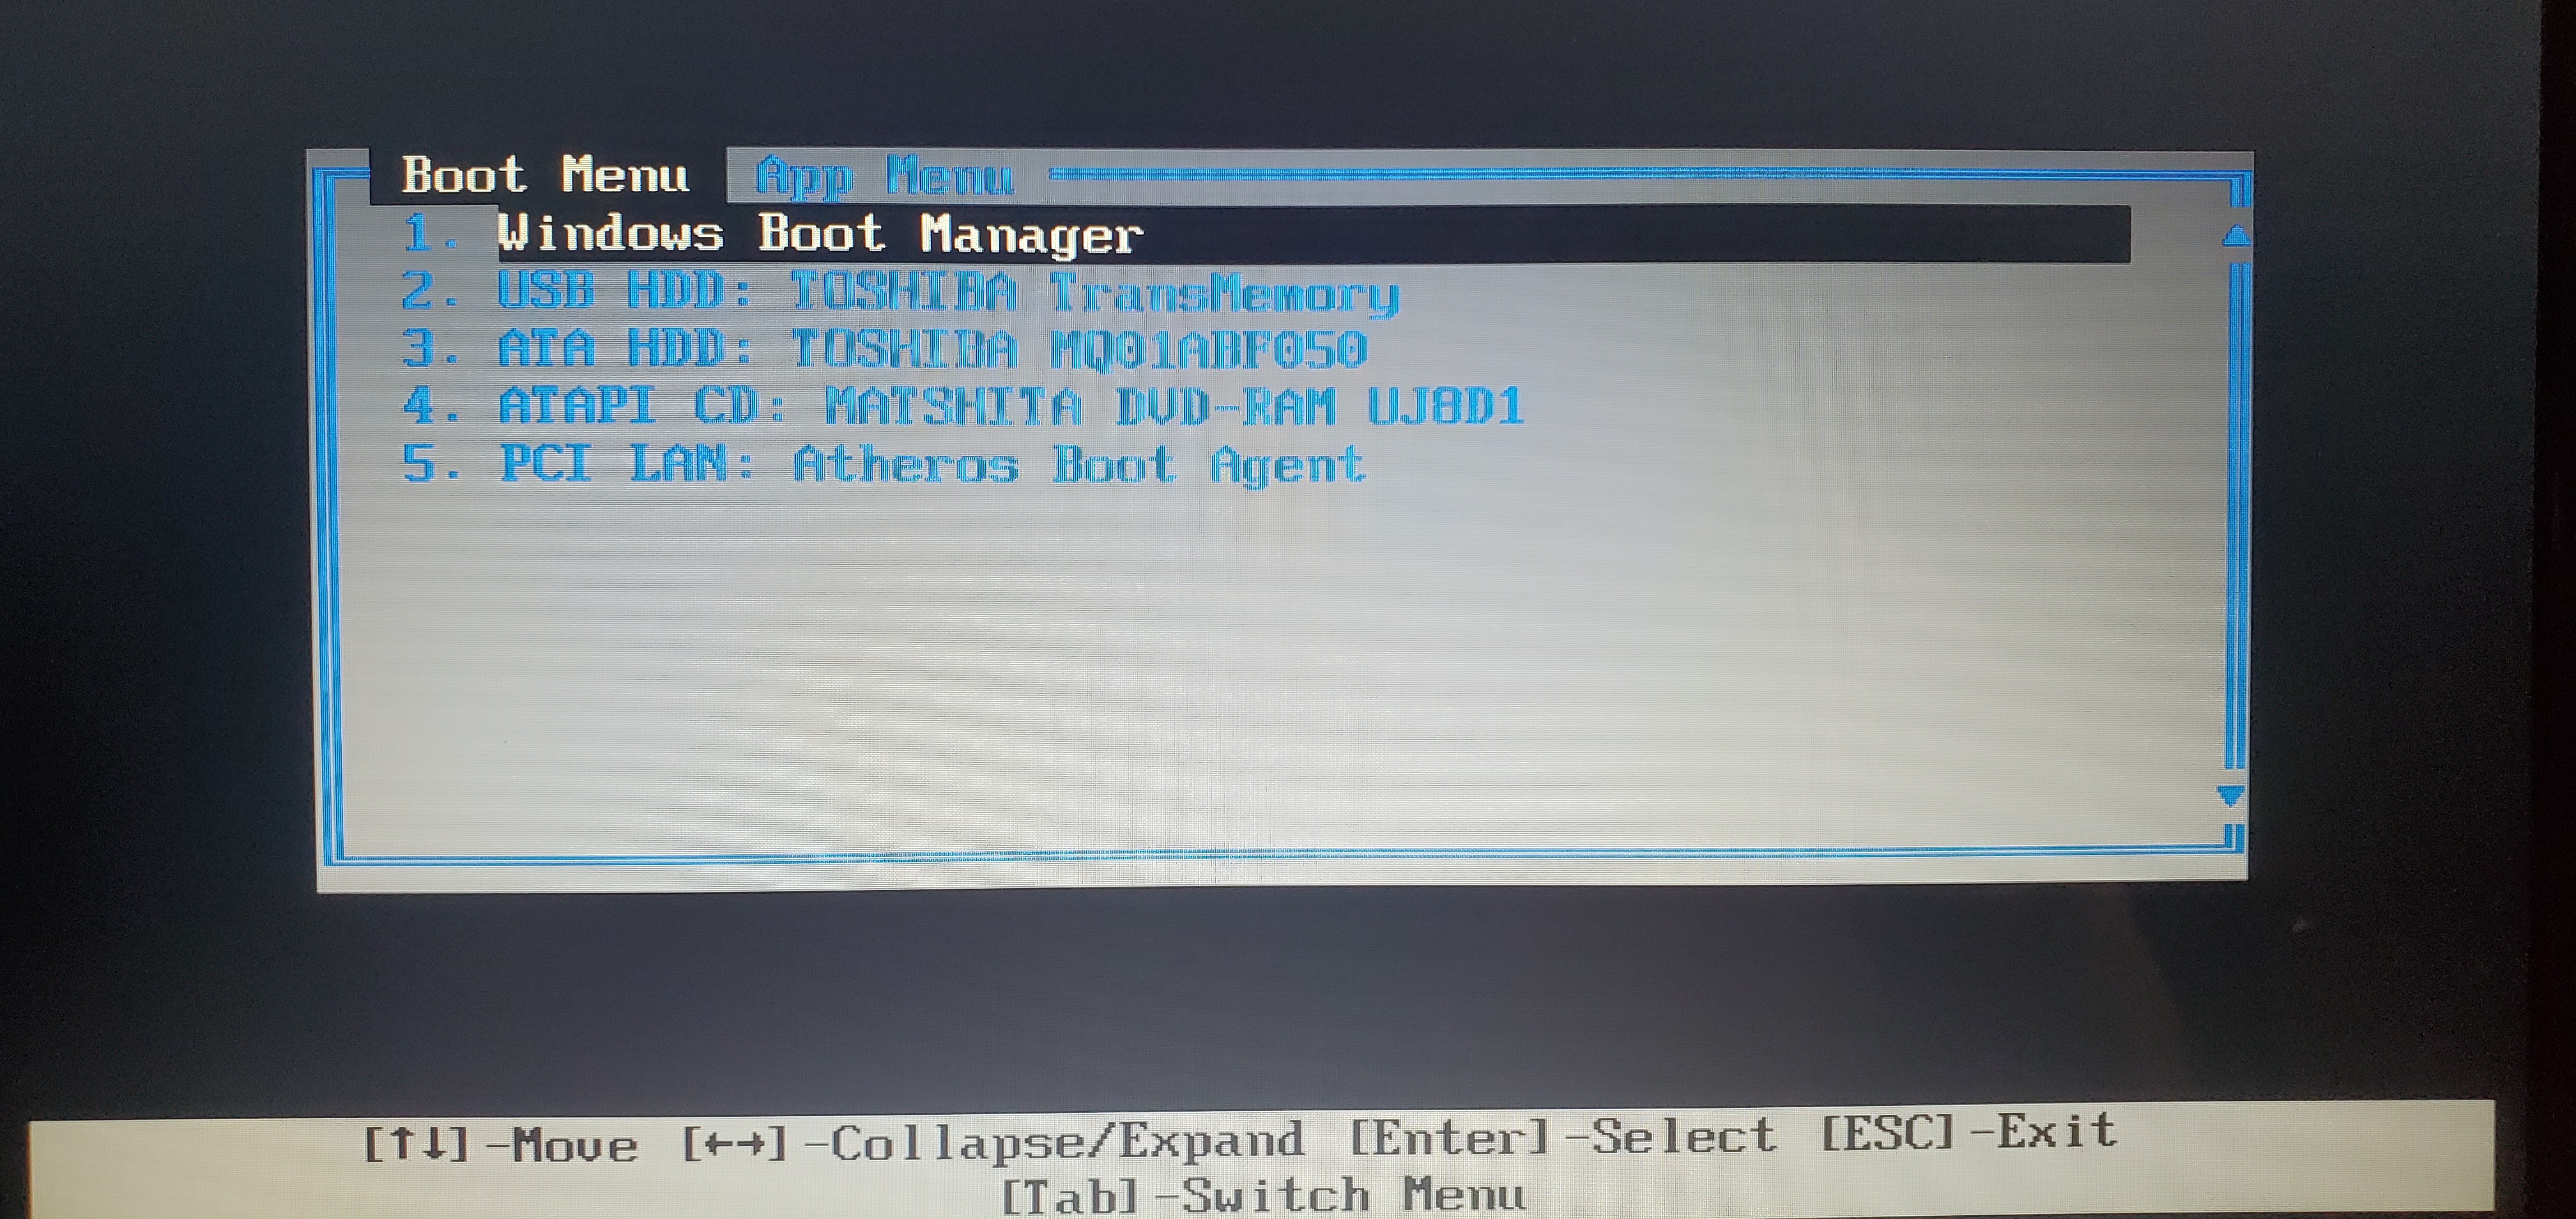 Boot Menu App Menu
1. Windows Boot Manager
2. USB HDD: TOSHIBA TransMemory
3. ATA HDD: TOSHIBA MQ01ABF050
4. ATAPI CD: MATSHITA DVD-RAM UJ8D1
5. PCI LAN: Atheros Boot Agent
[↑↓]-Move [←→]-Collapse/Expand [Enter]-Select [ESC]-Exit
[Tab]-Switch Menu